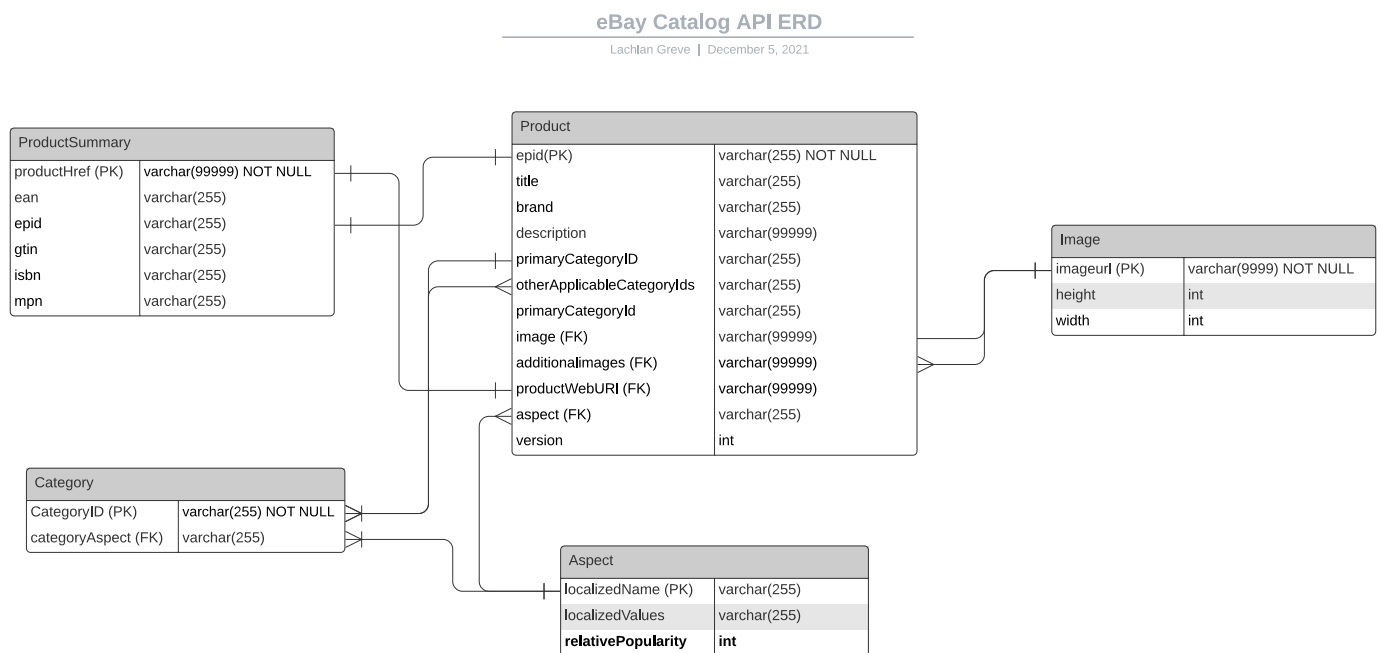 eBay Catalog API ERD
Lachlan Greve | December 5, 2021
ProductSummary
productHref (PK) varchar(99999) NOT NULL
ean varchar(255)
epid varchar(255)
gtin varchar(255)
isbn varchar(255)
mpn varchar(255)
Product
epid(PK) varchar(255) NOT NULL
title varchar(255)
brand varchar(255)
description varchar(99999)
primaryCategoryID varchar(255)
otherApplicableCategoryIds varchar(255)
primaryCategoryId varchar(255)
image (FK) varchar(99999)
additionalimages (FK) varchar(99999)
productWebURI (FK) varchar(99999)
aspect (FK) varchar(255)
version int
Image
imageurl (PK) varchar(9999) NOT NULL
height int
width int
Category
CategoryID (PK) varchar(255) NOT NULL
categoryAspect (FK) varchar(255)
Aspect
localizedName (PK) varchar(255)
localizedValues varchar(255)
relativePopularity int